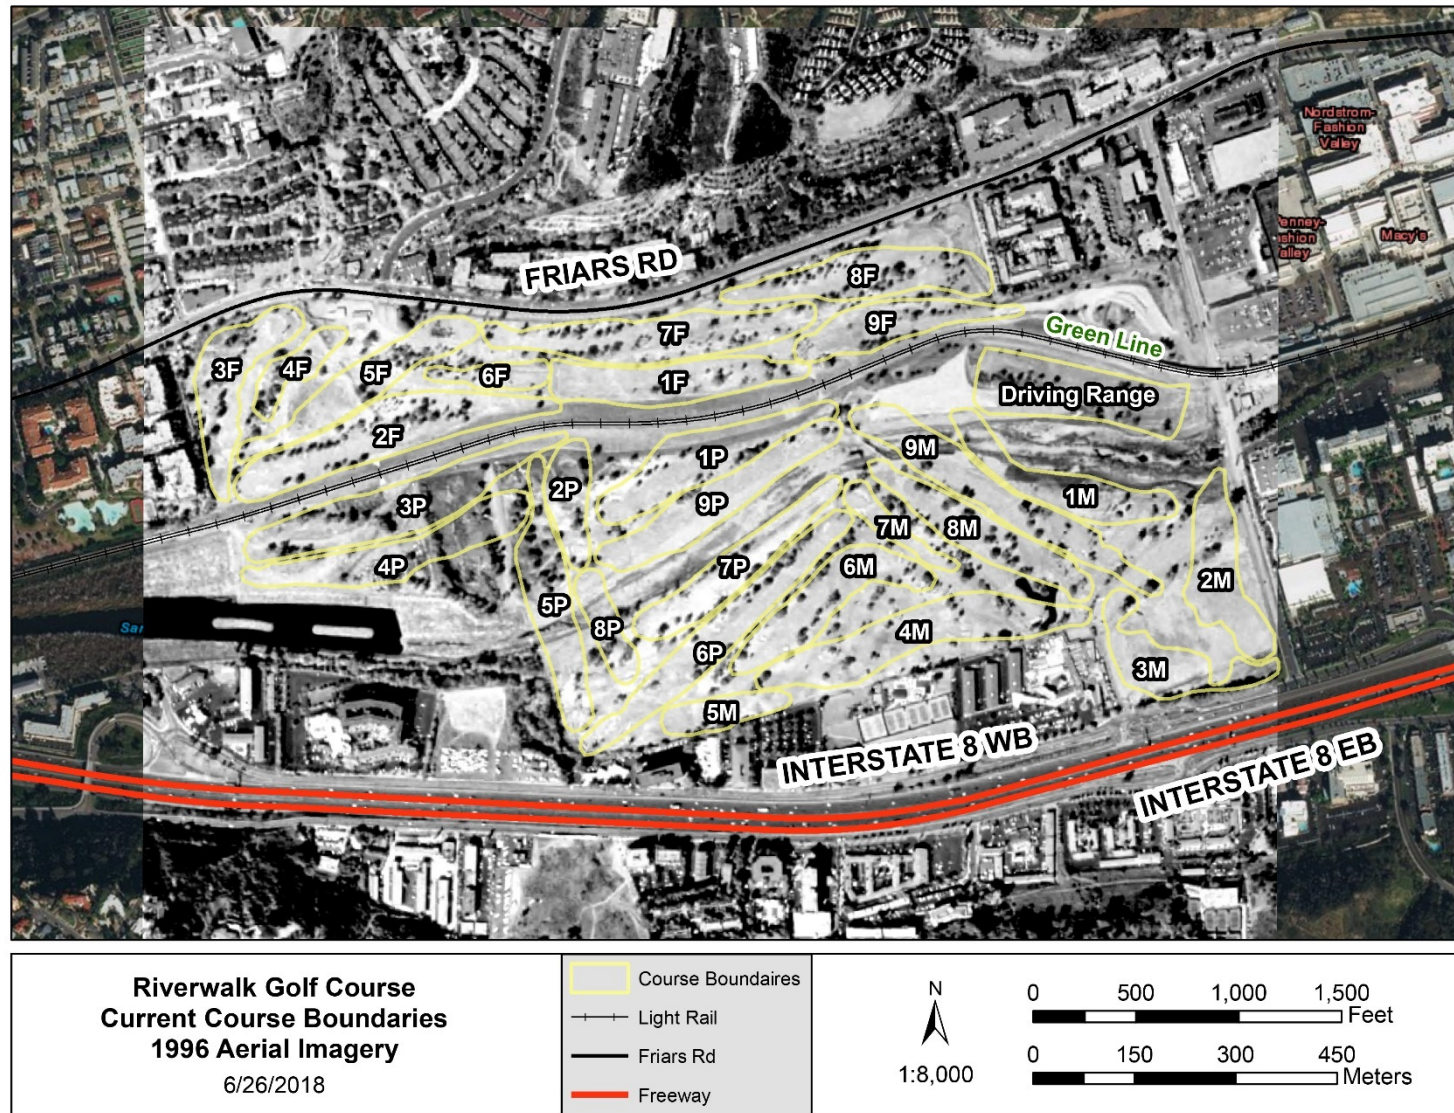 Nordstrom-
Fashion
Valley
enney-
shion
alley
Macy's
FRIARS RD
8F
7F
9F
Green Line
3F
4F
5F
6F
1F
Driving Range
2F
1P
9M
2P
9P
1M
3P
7M
8M
4P
7P
6M
2M
5P
8P
6P
4M
3M
5M
San
INTERSTATE 8 WB
INTERSTATE 8 EB
Riverwalk Golf Course
Current Course Boundaries
1996 Aerial Imagery
6/26/2018
Course Boundaires
Light Rail
Friars Rd
Freeway
N
1:8,000
0 500 1,000 1,500
Feet
0 150 300 450
Meters